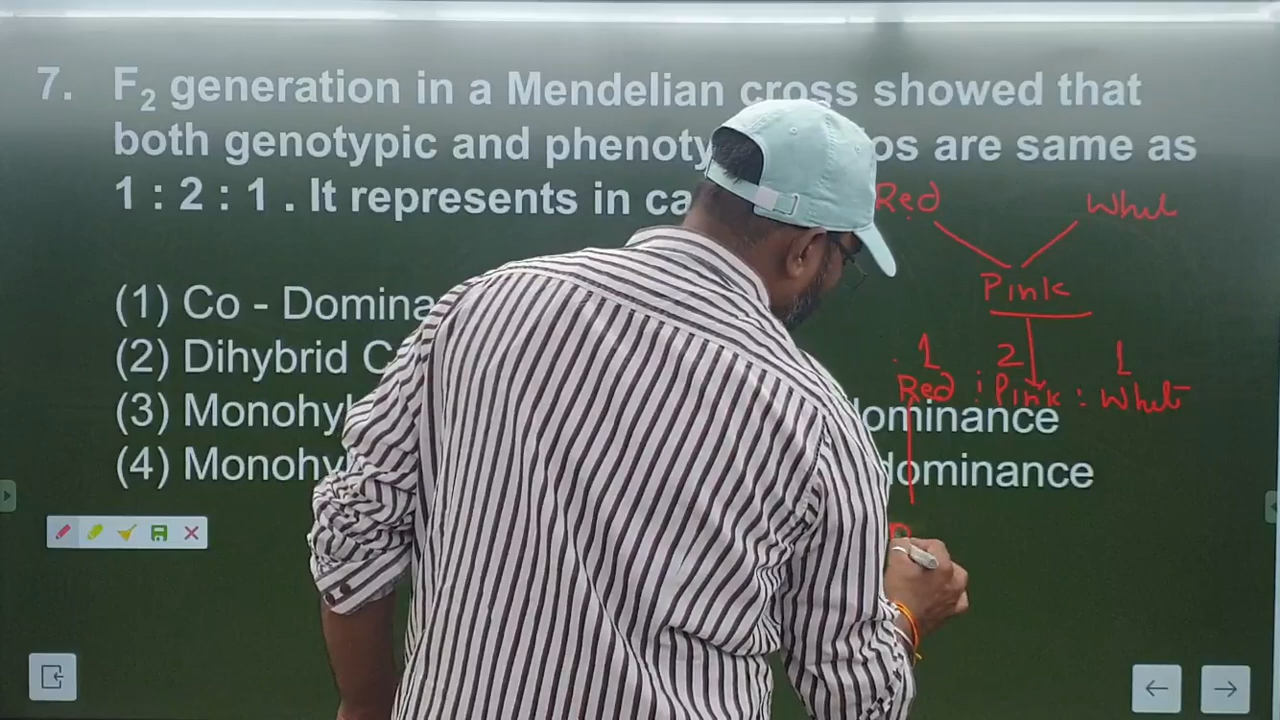 7. F₂ generation in a Mendelian cross showed that
both genotypic and phenoty os are same as
1 : 2 : 1 . It represents in ca
Red Whit
Pink
(1) Co - Domina
1 2 1
(2) Dihybrid C
Red : Pink : Whit
(3) Monohyb dominance
(4) Monohyb dominance